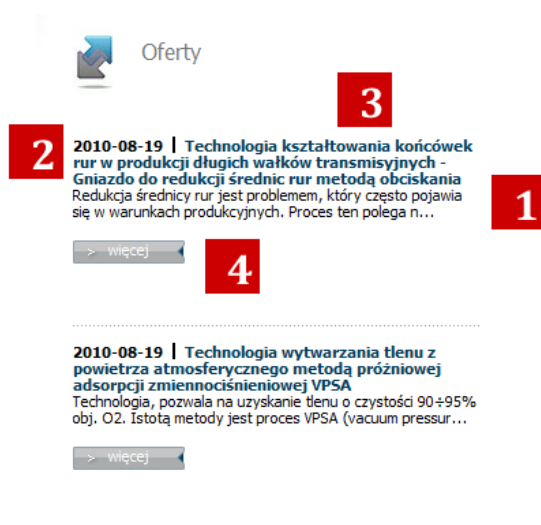 Oferty
3
2
2010-08-19 | Technologia kształtowania końcówek
rur w produkcji długich wałków transmisyjnych -
Gniazdo do redukcji średnic rur metodą obciskania
Redukcja średnicy rur jest problemem, który często pojawia
się w warunkach produkcyjnych. Proces ten polega n...
1
> więcej
4
2010-08-19 | Technologia wytwarzania tlenu z
powietrza atmosferycznego metodą próżniowej
adsorpcji zmiennociśnieniowej VPSA
Technologia, pozwala na uzyskanie tlenu o czystości 90÷95%
obj. O2. Istotą metody jest proces VPSA (vacuum pressur...
> więcej